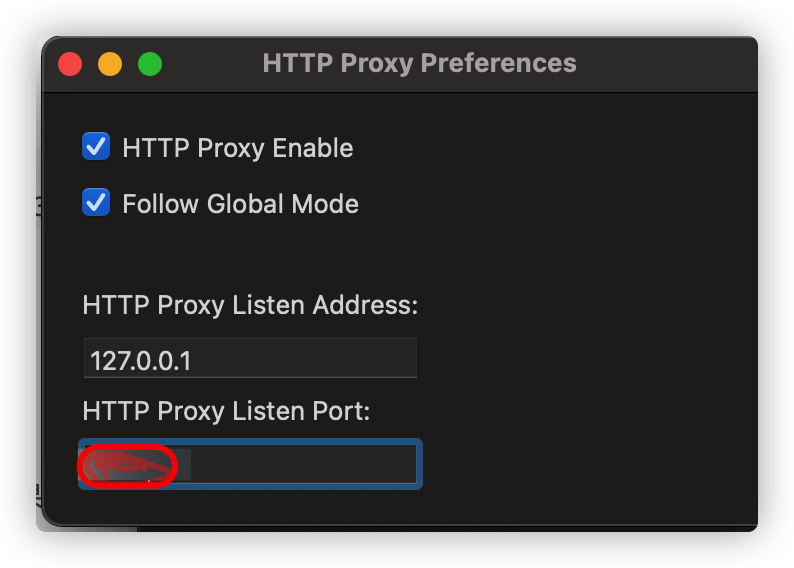 HTTP Proxy Preferences
HTTP Proxy Enable
Follow Global Mode
HTTP Proxy Listen Address:
127.0.0.1
HTTP Proxy Listen Port: